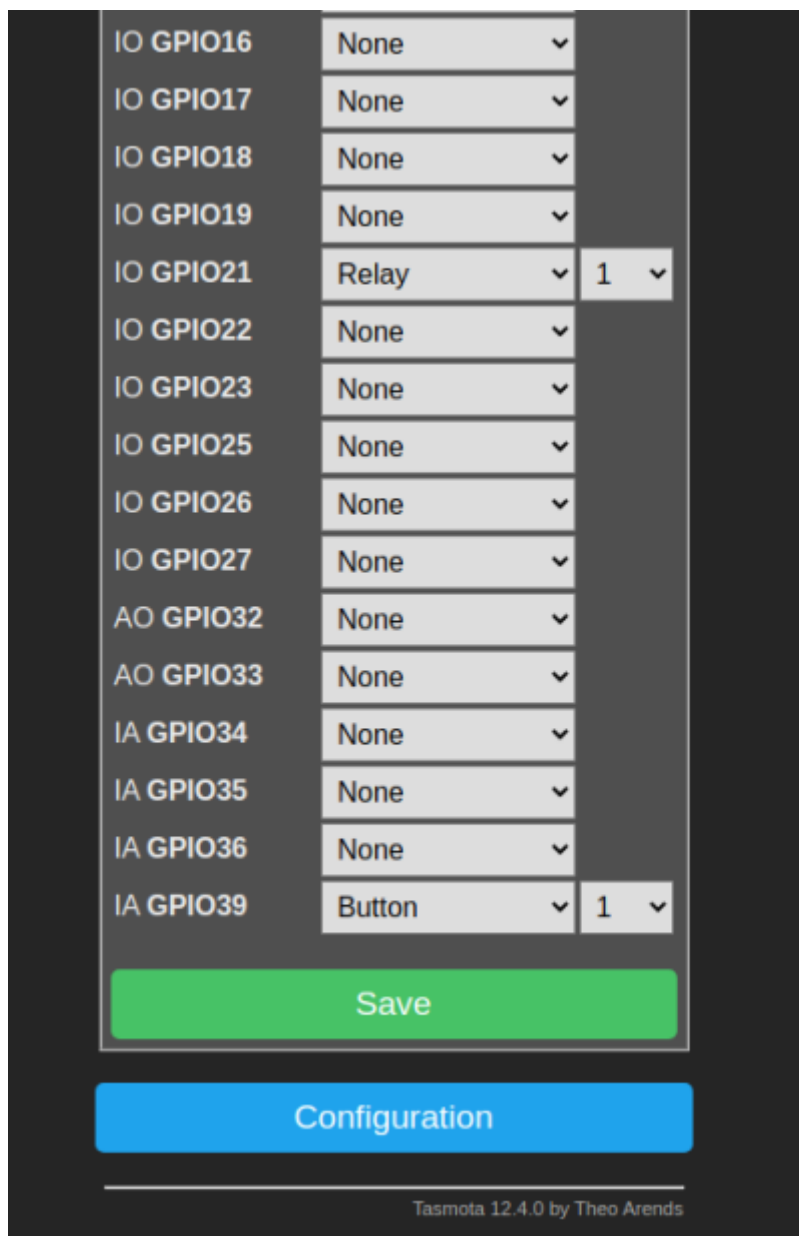 IO GPIO16 None
IO GPIO17 None
IO GPIO18 None
IO GPIO19 None
IO GPIO21 Relay 1
IO GPIO22 None
IO GPIO23 None
IO GPIO25 None
IO GPIO26 None
IO GPIO27 None
AO GPIO32 None
AO GPIO33 None
IA GPIO34 None
IA GPIO35 None
IA GPIO36 None
IA GPIO39 Button 1
Save
Configuration
Tasmota 12.4.0 by Theo Arends